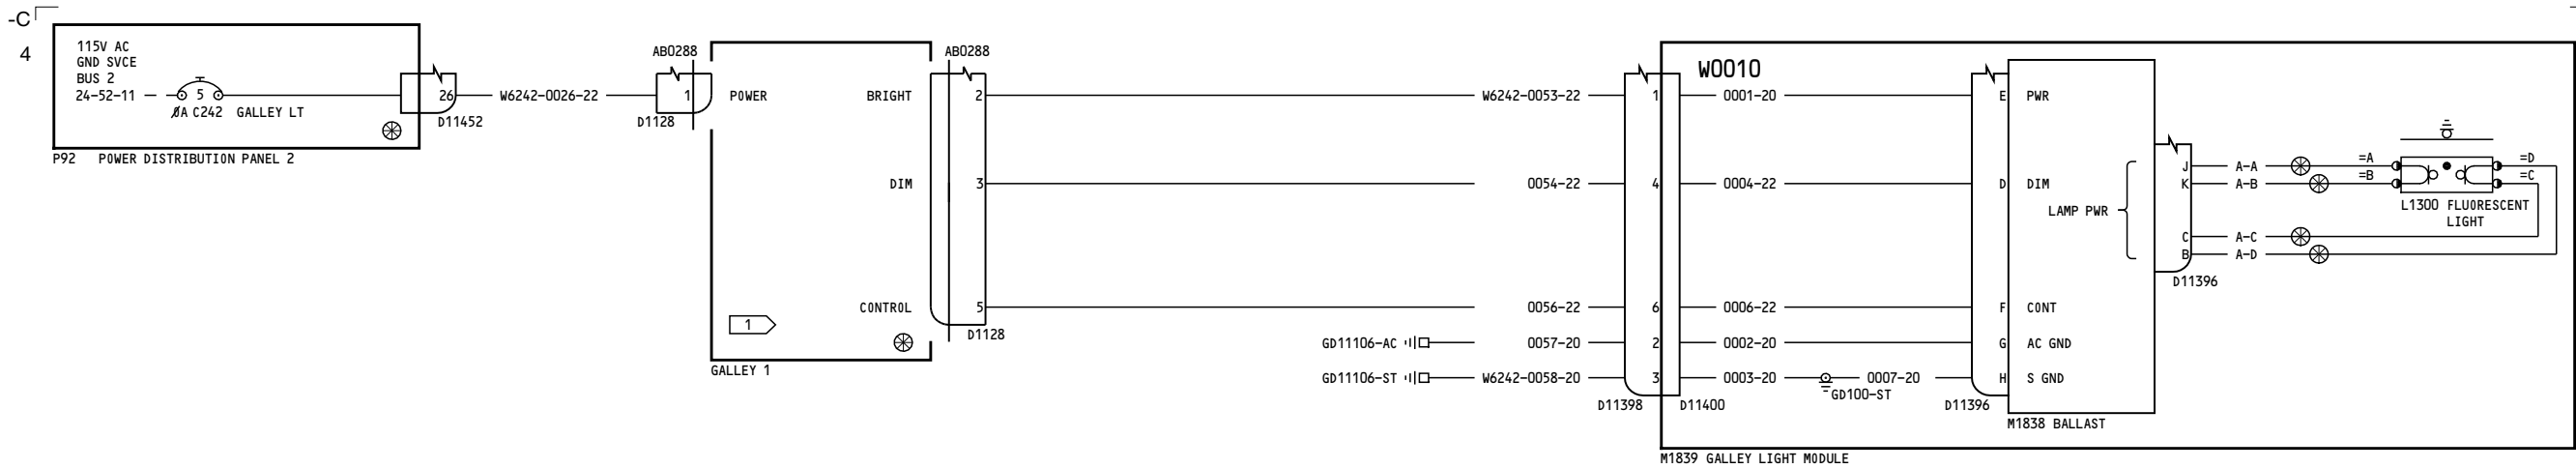 -C
4
115V AC
GND SVCE
BUS 2
24-52-11
5
ØA C242 GALLEY LT
26
D11452
P92 POWER DISTRIBUTION PANEL 2
W6242-0026-22
AB0288
1
D1128
POWER
BRIGHT
DIM
CONTROL
1
GALLEY 1
AB0288
2
3
5
D1128
W6242-0053-22
0054-22
0056-22
GD11106-AC
0057-20
GD11106-ST
W6242-0058-20
1
4
6
2
3
D11398
D11400
W0010
0001-20
0004-22
0006-22
0002-20
0003-20
GD100-ST
0007-20
E
D
F
G
H
D11396
PWR
DIM
LAMP PWR
CONT
AC GND
S GND
M1838 BALLAST
J
K
C
B
D11396
A-A
A-B
A-C
A-D
=A
=B
=D
=C
L1300 FLUORESCENT
LIGHT
M1839 GALLEY LIGHT MODULE